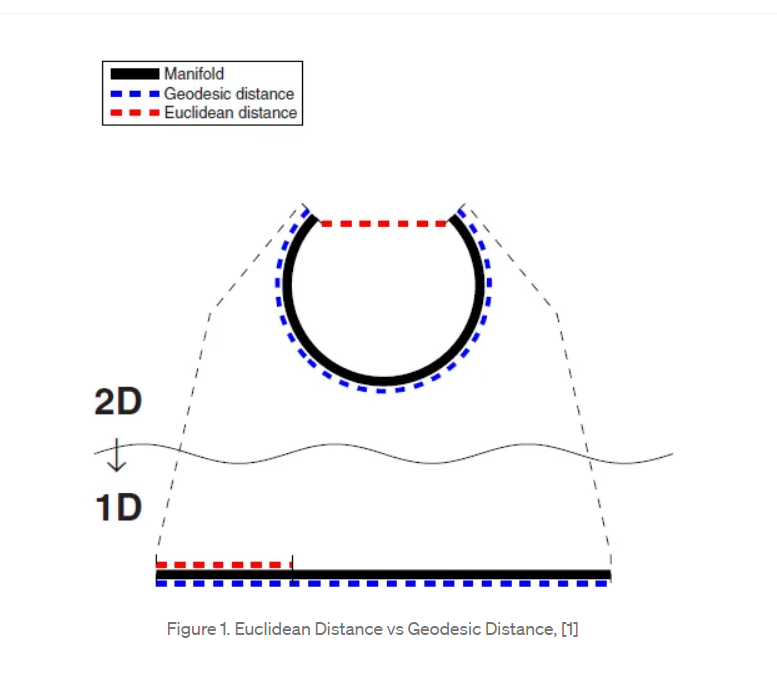 Manifold
Geodesic distance
Euclidean distance
2D
1D
Figure 1. Euclidean Distance vs Geodesic Distance, [1]